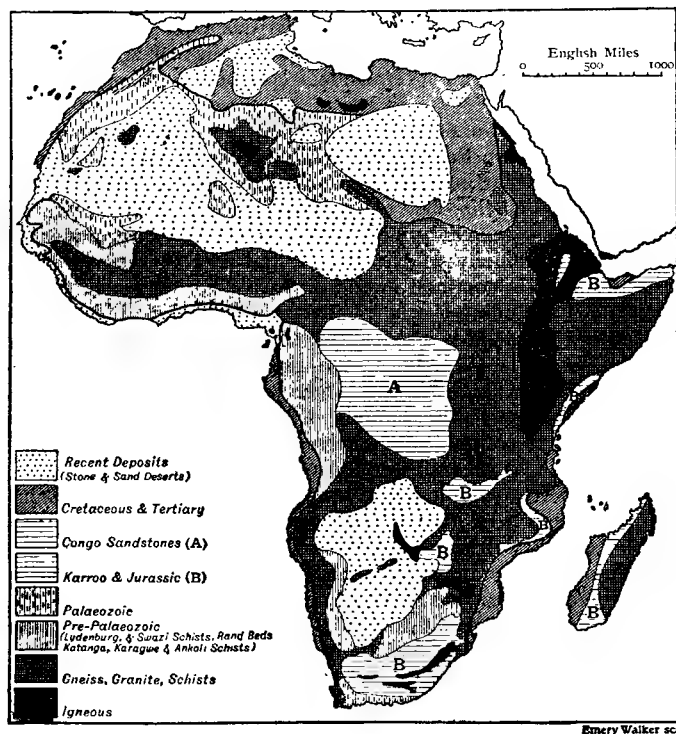 English Miles
0 500 1000
B
B
A
B
B
B
B
B
Recent Deposits
(Stone & Sand Deserts)
Cretaceous & Tertiary
Congo Sandstones (A)
Karroo & Jurassic (B)
Palaeozoic
Pre-Palaeozoic
(Lydenburg, & Swazi Schists, Rand Beds
Katanga, Karagwe & Ankoli Schists)
Gneiss, Granite, Schists
Igneous
Emery Walker sc.